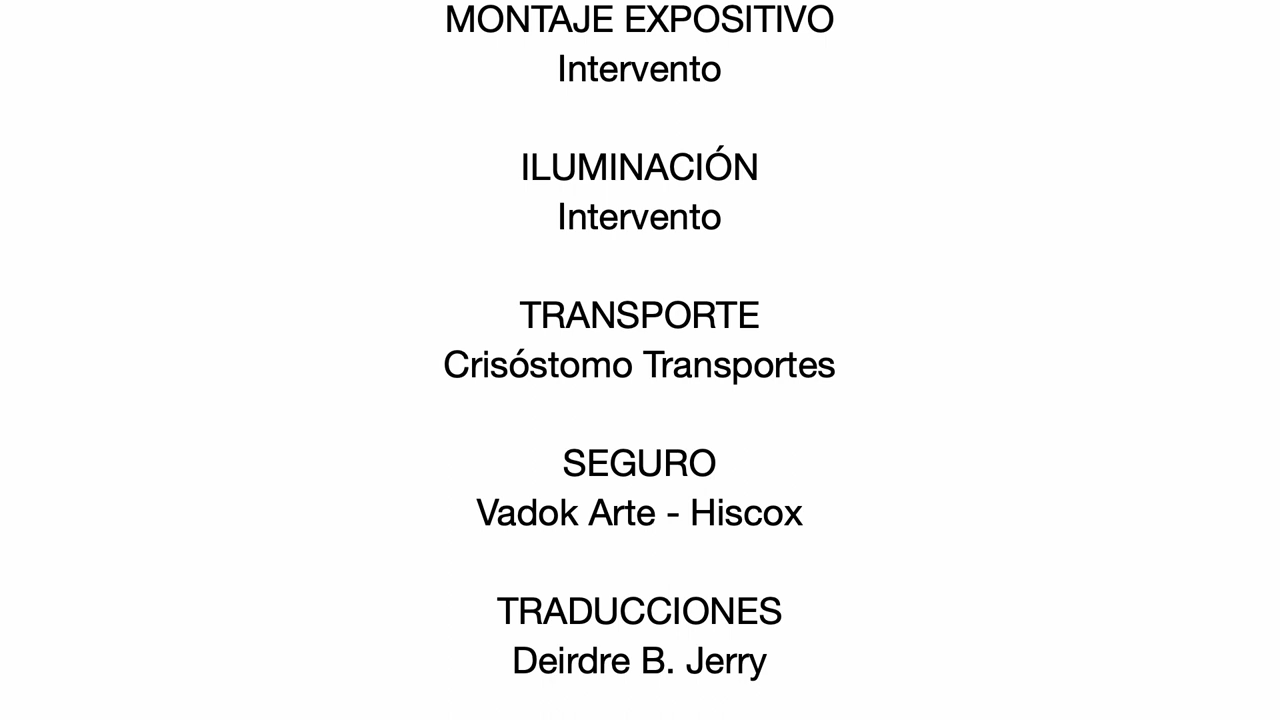 MONTAJE EXPOSITIVO
Intervento
ILUMINACIÓN
Intervento
TRANSPORTE
Crisóstomo Transportes
SEGURO
Vadok Arte - Hiscox
TRADUCCIONES
Deirdre B. Jerry